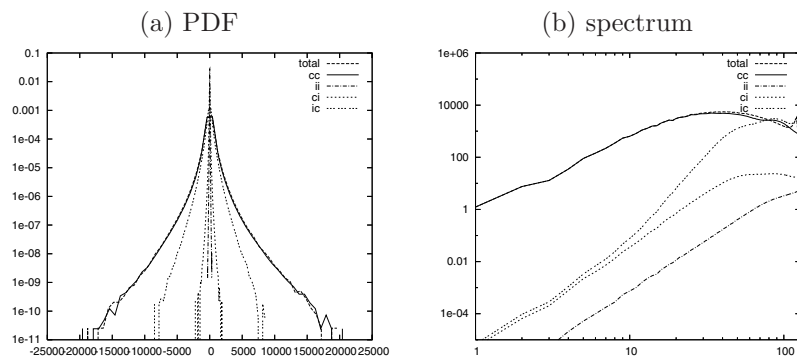 (a) PDF
(b) spectrum
0.1
0.01
0.001
1e-04
1e-05
1e-06
1e-07
1e-08
1e-09
1e-10
1e-11
-25000-20000-15000-10000 -5000 0 5000 10000 15000 20000 25000
total
cc
ii
ci
ic
1e+06
10000
100
1
0.01
1e-04
1 10 100
total
cc
ii
ci
ic